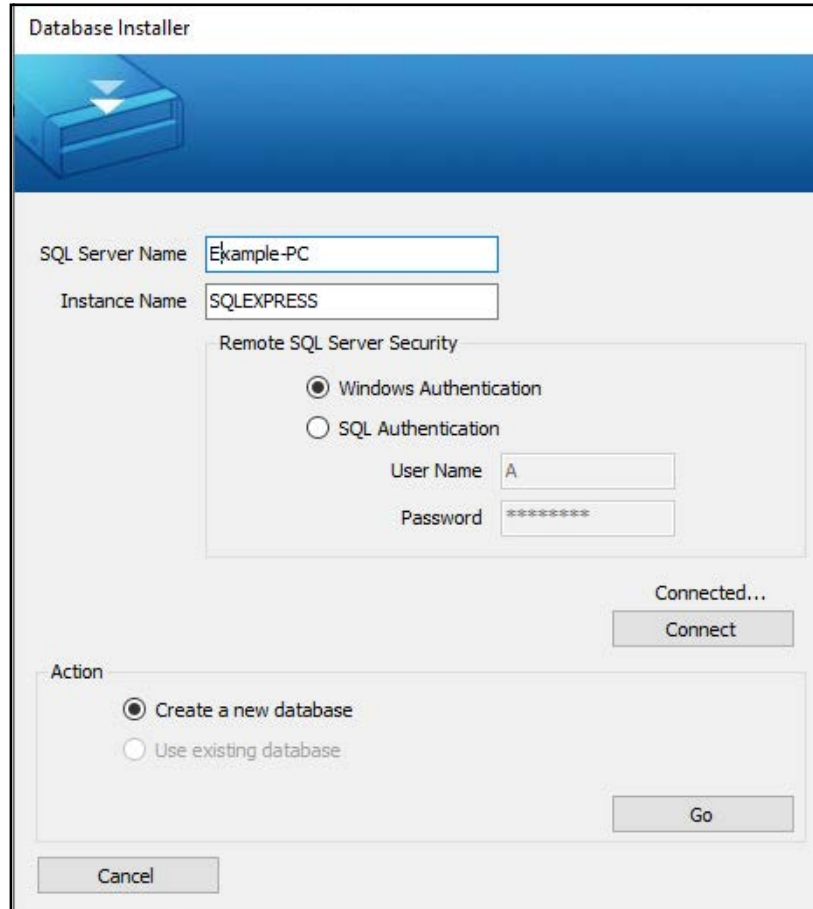 Database Installer
SQL Server Name Example-PC
Instance Name SQLEXPRESS
Remote SQL Server Security
Windows Authentication
SQL Authentication
User Name A
Password ********
Connected...
Connect
Action
Create a new database
Use existing database
Go
Cancel